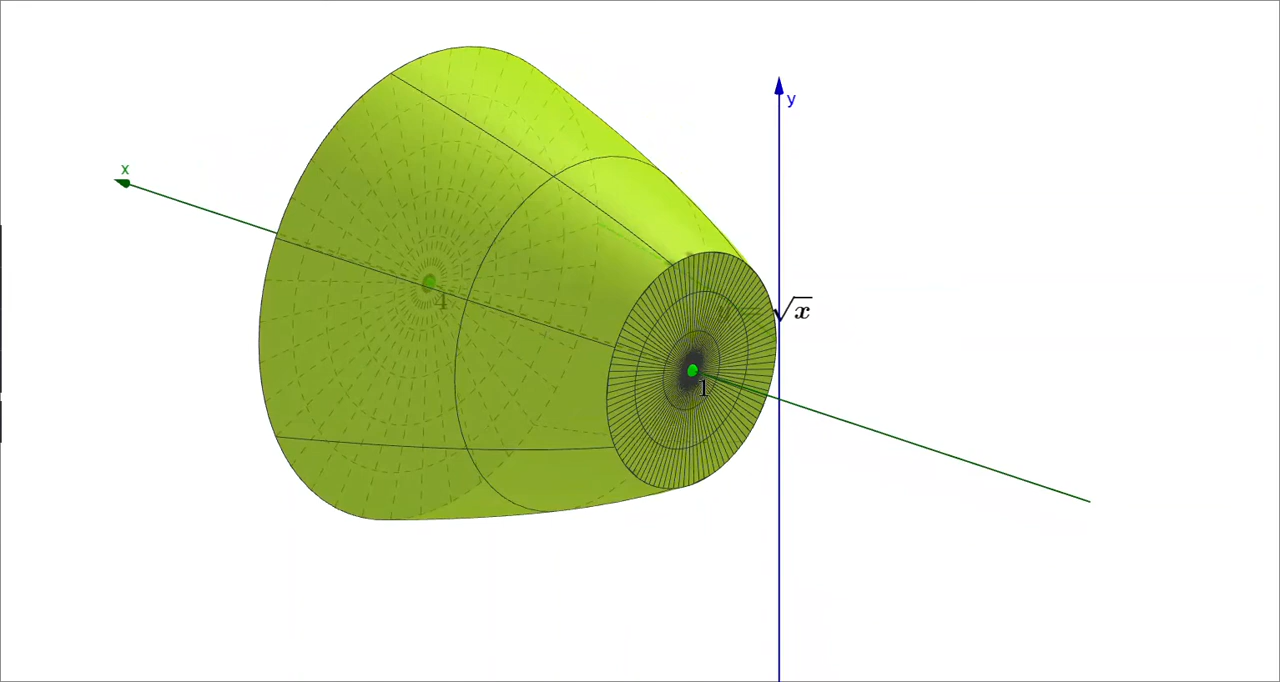 x
y
y = √x
4
1